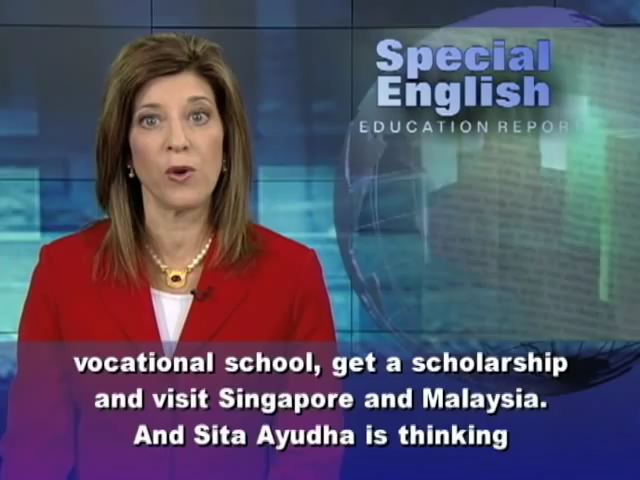 Special
English
EDUCATION REPORT
vocational school, get a scholarship
and visit Singapore and Malaysia.
And Sita Ayudha is thinking